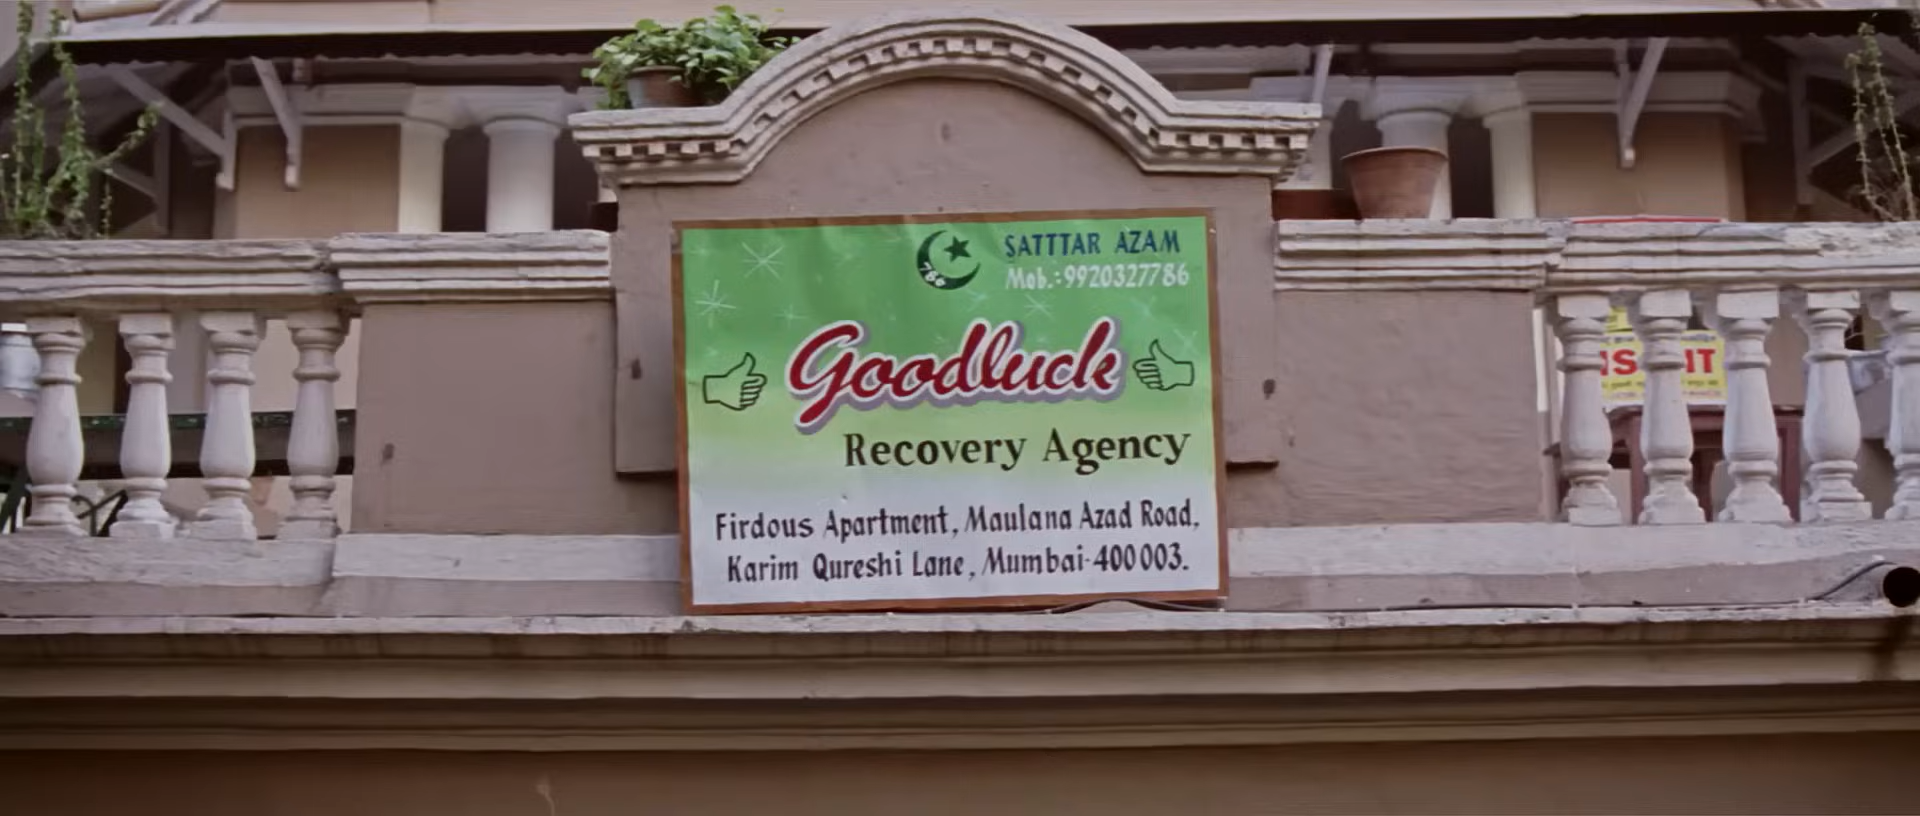 786
SATTTAR AZAM
Mob.:9920327786
Goodluck
Recovery Agency
Firdous Apartment, Maulana Azad Road,
Karim Qureshi Lane, Mumbai-400003.